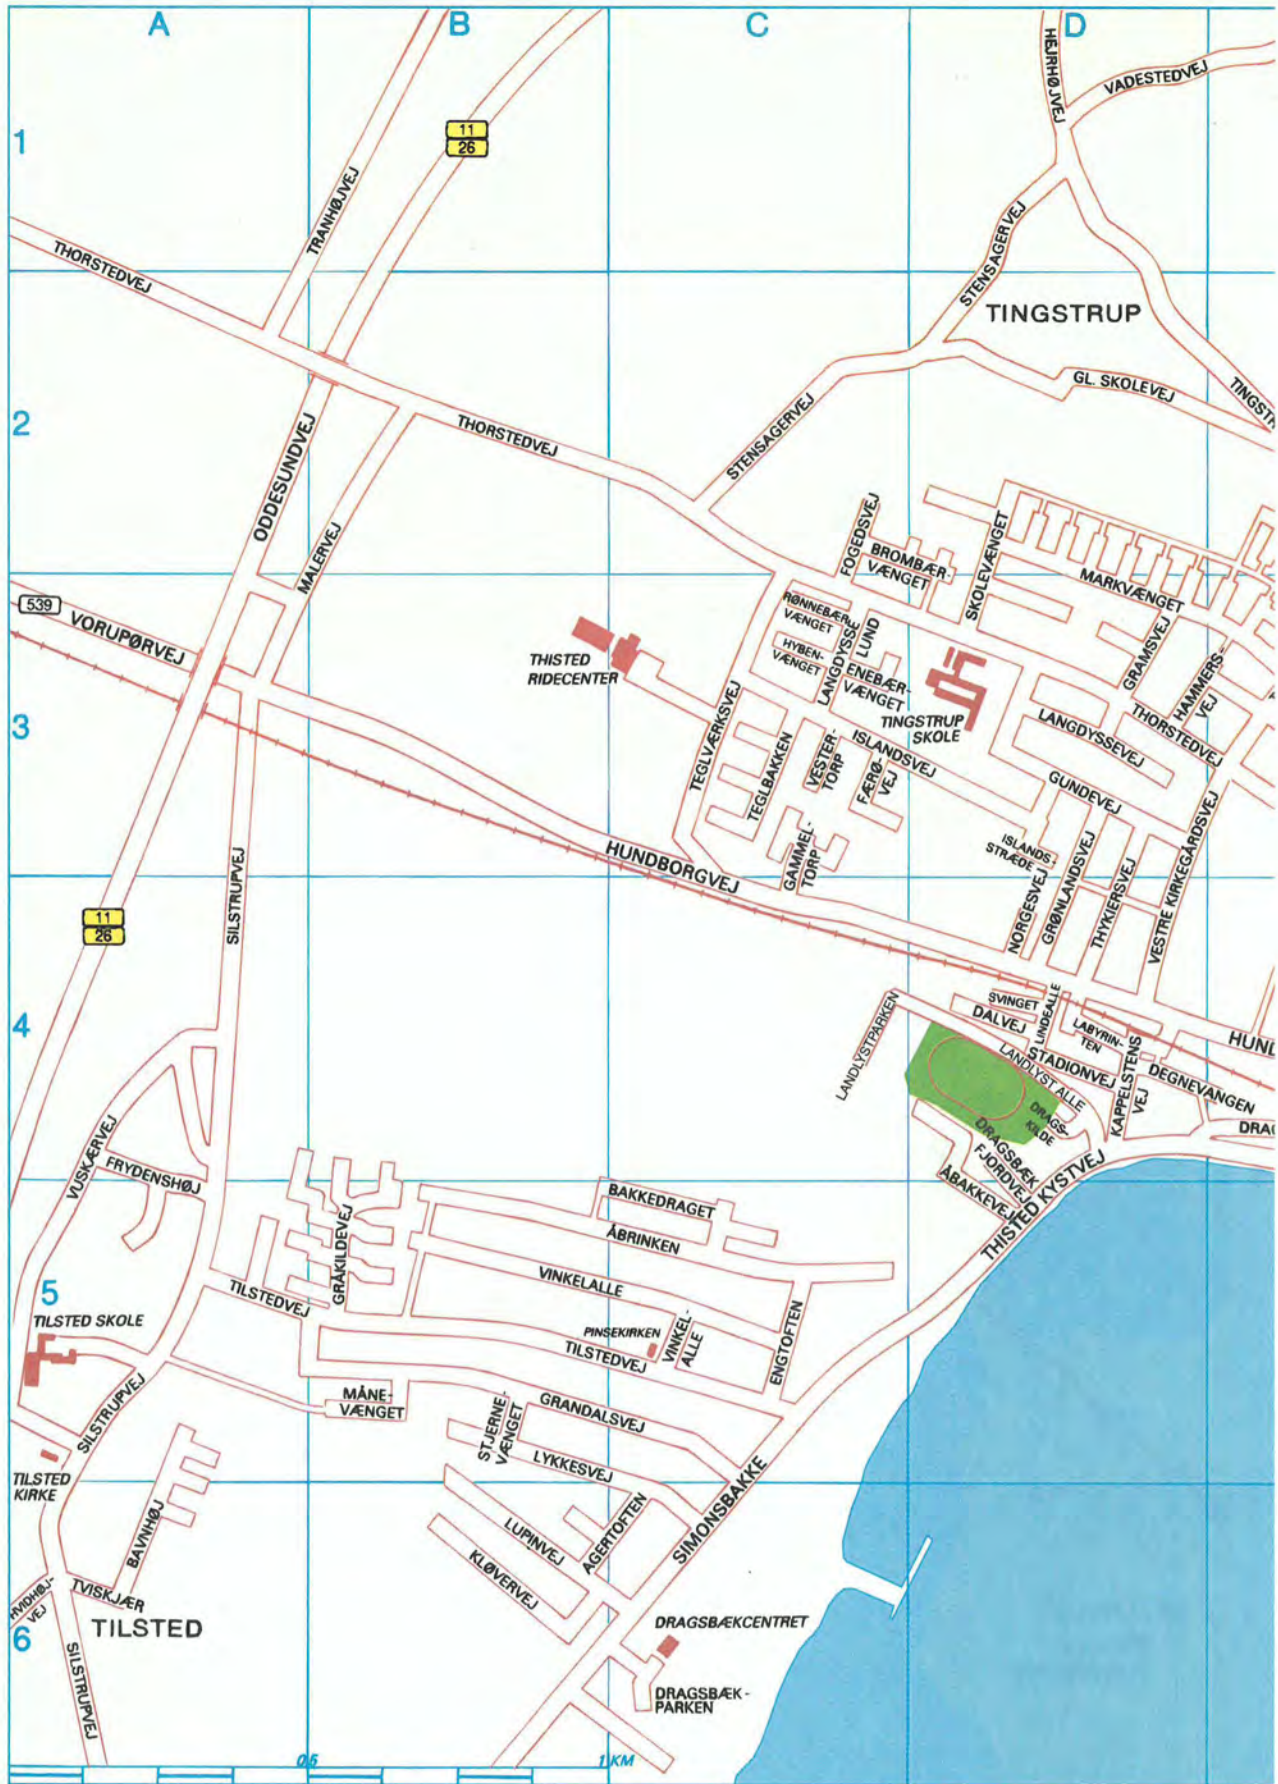 A
B
C
D
HEJRHØJVEJ
VADESTEDVEJ
1
11
26
TRANHØJVEJ
THORSTEDVEJ
STENSAGERVEJ
TINGSTRUP
GL. SKOLEVEJ
TINGSTR
2
ODDESUNDVEJ
THORSTEDVEJ
STENSAGERVEJ
MALERVEJ
FOGEDSVEJ
BROMBÆR-
VÆNGET
SKOLEVÆNGET
MARKVÆNGET
539
VORUPØRVEJ
RØNNEBÆR
VÆNGET
HYBEN-
VÆNGET
LANGDYSSE
LUND
ENEBÆR-
VÆNGET
THISTED
RIDECENTER
GRAMSVEJ
HAMMERS-
VEJ
3
TEGLVÆRKSVEJ
TEGLBAKKEN
VESTER-
TORP
FÆRØ-
VEJ
ISLANDSVEJ
TINGSTRUP
SKOLE
LANGDYSSEVEJ
THORSTEDVEJ
GUNDEVEJ
HUNDBORGVEJ
GAMMEL-
TORP
ISLANDS-
STRÆDE
NORGESVEJ
GRØNLANDSVEJ
THYKIERSVEJ
VESTRE KIRKEGÅRDSVEJ
SILSTRUPVEJ
11
26
4
LANDLYSTPARKEN
SVINGET
DALVEJ
LINDEALLE
LABYRIN-
TEN
HUND
STADIONVEJ
LANDLYST ALLE
KAPPELSTENS
VEJ
DEGNEVANGEN
DRAG
DRAGS-
KILDE
DRAGSBÆK
FJORDVEJ
ÅBAKKEVEJ
THISTED KYSTVEJ
VUSKÆRVEJ
FRYDENSHØJ
GRÅKILDEVEJ
BAKKEDRAGET
ÅBRINKEN
VINKELALLE
5
TILSTED SKOLE
TILSTEDVEJ
PINSEKIRKEN
VINKEL-
ALLE
TILSTEDVEJ
ENGTOFTEN
MÅNE-
VÆNGET
STJERNE-
VÆNGET
GRANDALSVEJ
SILSTRUPVEJ
LYKKESVEJ
TILSTED
KIRKE
BAVNHØJ
LUPINVEJ
AGERTOFTEN
SIMONSBAKKE
KLØVERVEJ
HVIDHØJ-
VEJ
TVISKJÆR
TILSTED
6
DRAGSBÆKCENTRET
SILSTRUPVEJ
DRAGSBÆK-
PARKEN
0,5
1 KM